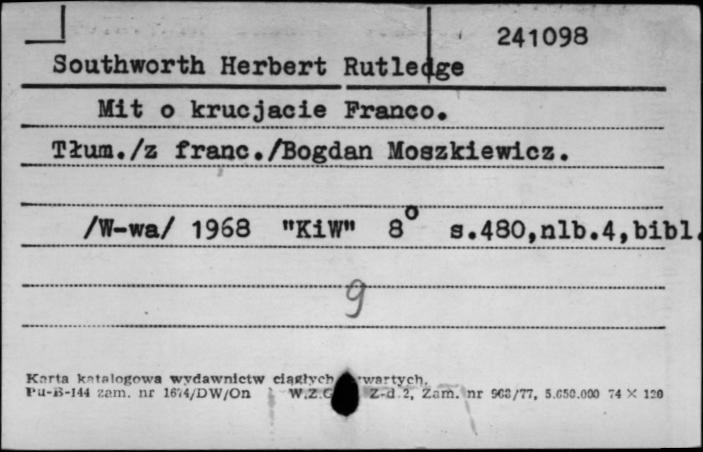 241098
Southworth Herbert Rutledge
Mit o krucjacie Franco.
Tłum./z franc./Bogdan Moszkiewicz.
/W-wa/ 1968 "KiW" 8° s.480,nlb.4,bibl.
9
Karta katalogowa wydawnictw ciągłych
Pu-B-144 zam. nr 1674/DW/On W.Z.G Z-d 2, Zam. nr 968/77, 5.650.000 74 × 120